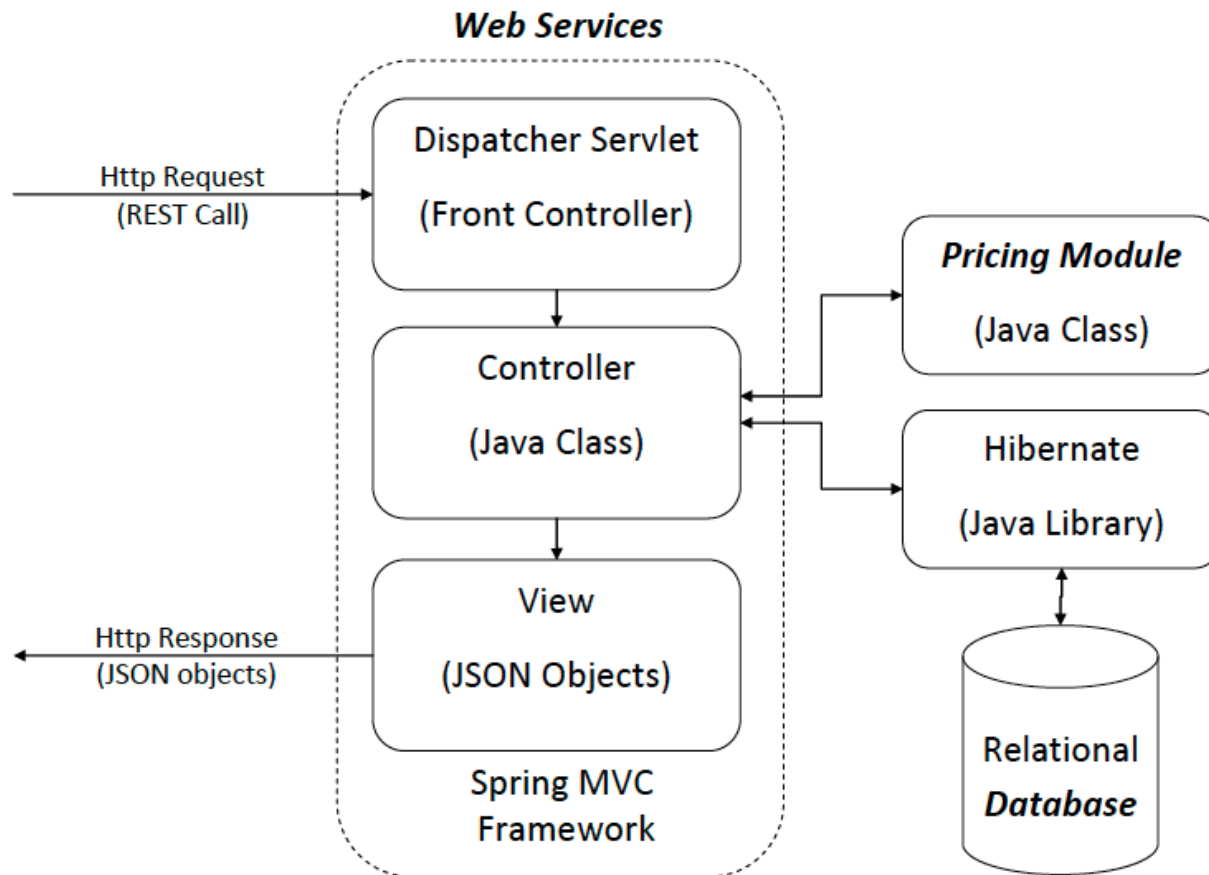 Web Services
Dispatcher Servlet
(Front Controller)
Http Request
(REST Call)
Pricing Module
(Java Class)
Controller
(Java Class)
Hibernate
(Java Library)
View
(JSON Objects)
Http Response
(JSON objects)
Relational
Database
Spring MVC
Framework